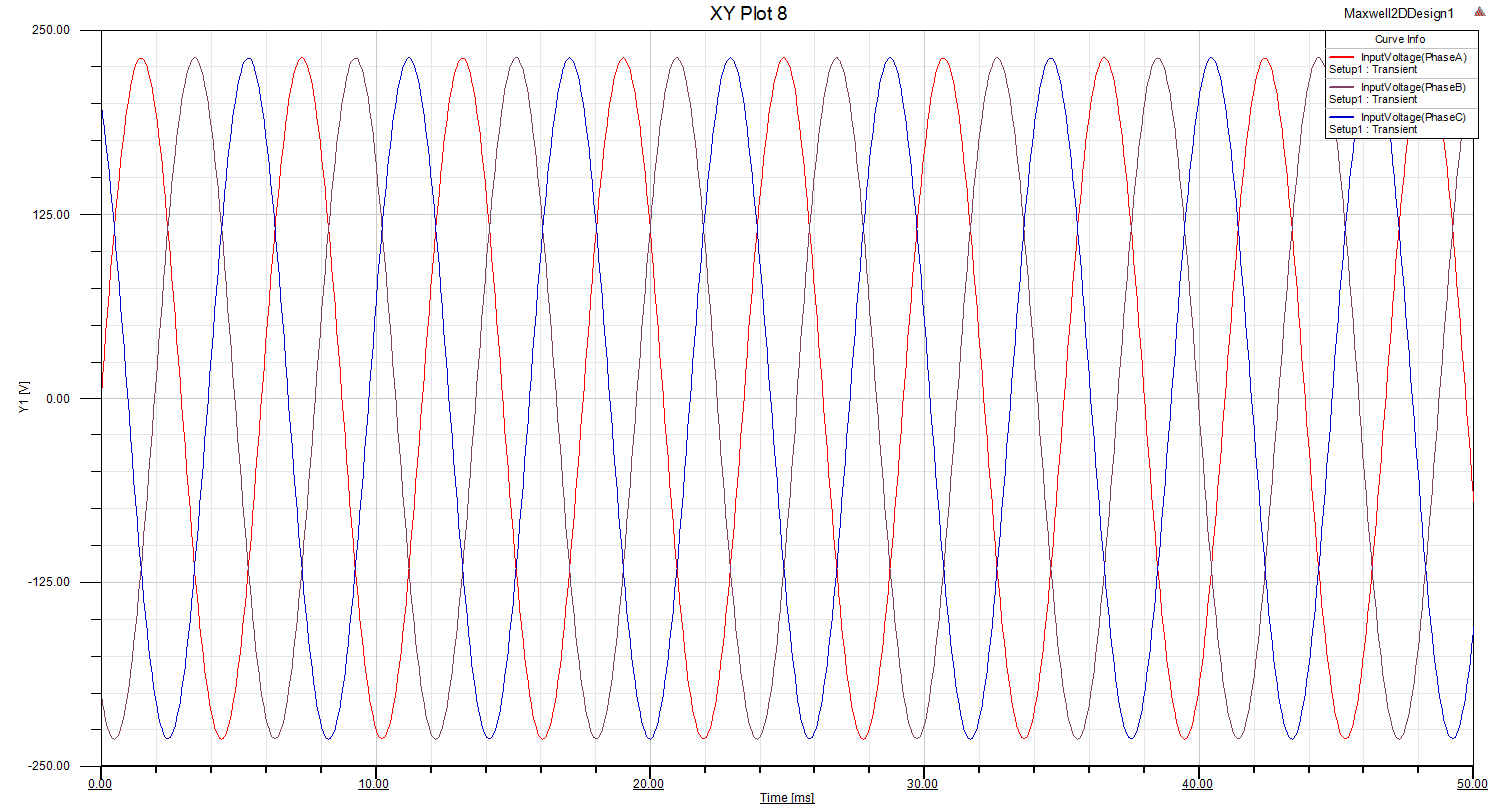 XY Plot 8
Maxwell2DDesign1
250.00
125.00
0.00
-125.00
-250.00
Y1 [V]
Curve Info
InputVoltage(PhaseA)
Setup1 : Transient
InputVoltage(PhaseB)
Setup1 : Transient
InputVoltage(PhaseC)
Setup1 : Transient
0.00 10.00 20.00 30.00 40.00 50.00
Time [ms]